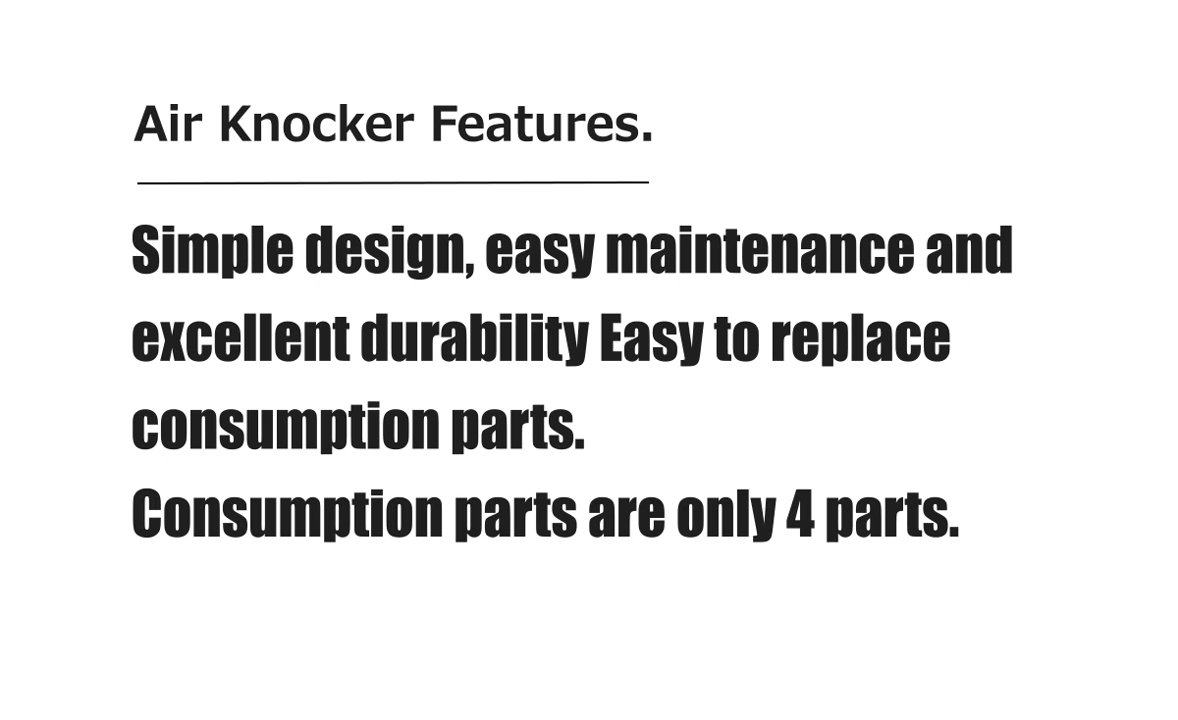 Air Knocker Features.
Simple design, easy maintenance and
excellent durability Easy to replace
consumption parts.
Consumption parts are only 4 parts.